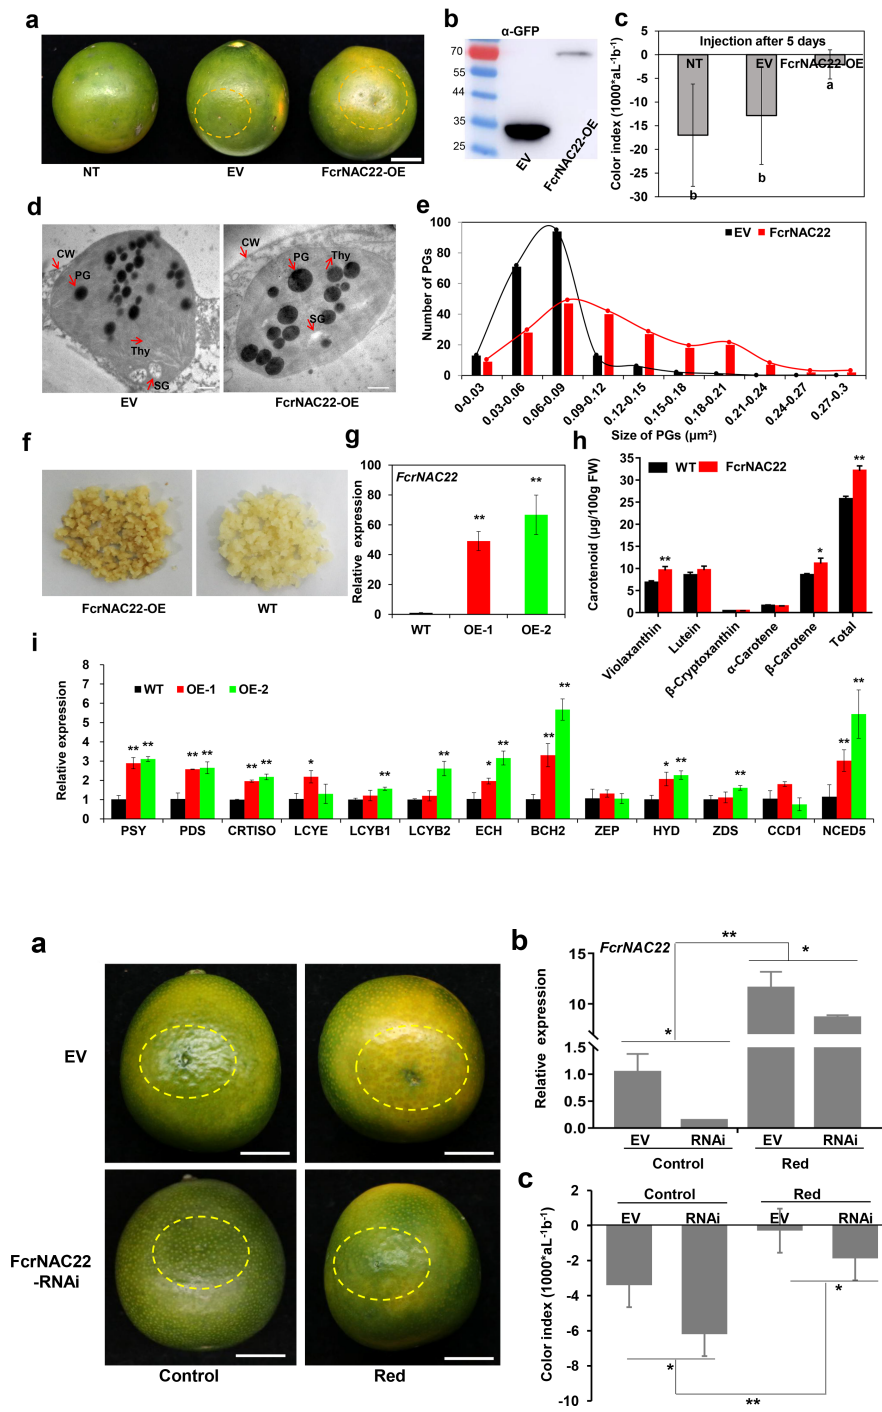 a
NT
EV
FcrNAC22-OE
b
α-GFP
70
55
44
35
25
EV
FcrNAC22-OE
c
Injection after 5 days
Color index (1000*aL⁻¹b⁻¹)
5
0
-5
-10
-15
-20
-25
-30
NT
EV
FcrNAC22-OE
b
b
a
d
CW
PG
Thy
SG
EV
CW
PG
Thy
SG
FcrNAC22-OE
e
Number of PGs
100
80
60
40
20
0
EV
FcrNAC22
0-0.03
0.03-0.06
0.06-0.09
0.09-0.12
0.12-0.15
0.15-0.18
0.18-0.21
0.21-0.24
0.24-0.27
0.27-0.3
Size of PGs (μm²)
f
FcrNAC22-OE
WT
g
Relative expression
100
80
60
40
20
0
FcrNAC22
**
**
WT
OE-1
OE-2
h
Carotenoid (μg/100g FW)
35
30
25
20
15
10
5
0
WT
FcrNAC22
**
*
**
Violaxanthin
Lutein
β-Cryptoxanthin
α-Carotene
β-Carotene
Total
i
Relative expression
8
7
6
5
4
3
2
1
0
WT
OE-1
OE-2
** **
** **
** **
*
**
**
* **
** **
* **
**
** **
PSY
PDS
CRTISO
LCYE
LCYB1
LCYB2
ECH
BCH2
ZEP
HYD
ZDS
CCD1
NCED5
a
EV
FcrNAC22
-RNAi
Control
Red
b
FcrNAC22
Relative expression
15
10
1.5
1.0
0.5
0.0
*
**
*
EV
RNAi
EV
RNAi
Control
Red
c
Color index (1000*aL⁻¹b⁻¹)
2
0
-2
-4
-6
-8
-10
Control
Red
EV
RNAi
EV
RNAi
*
*
**